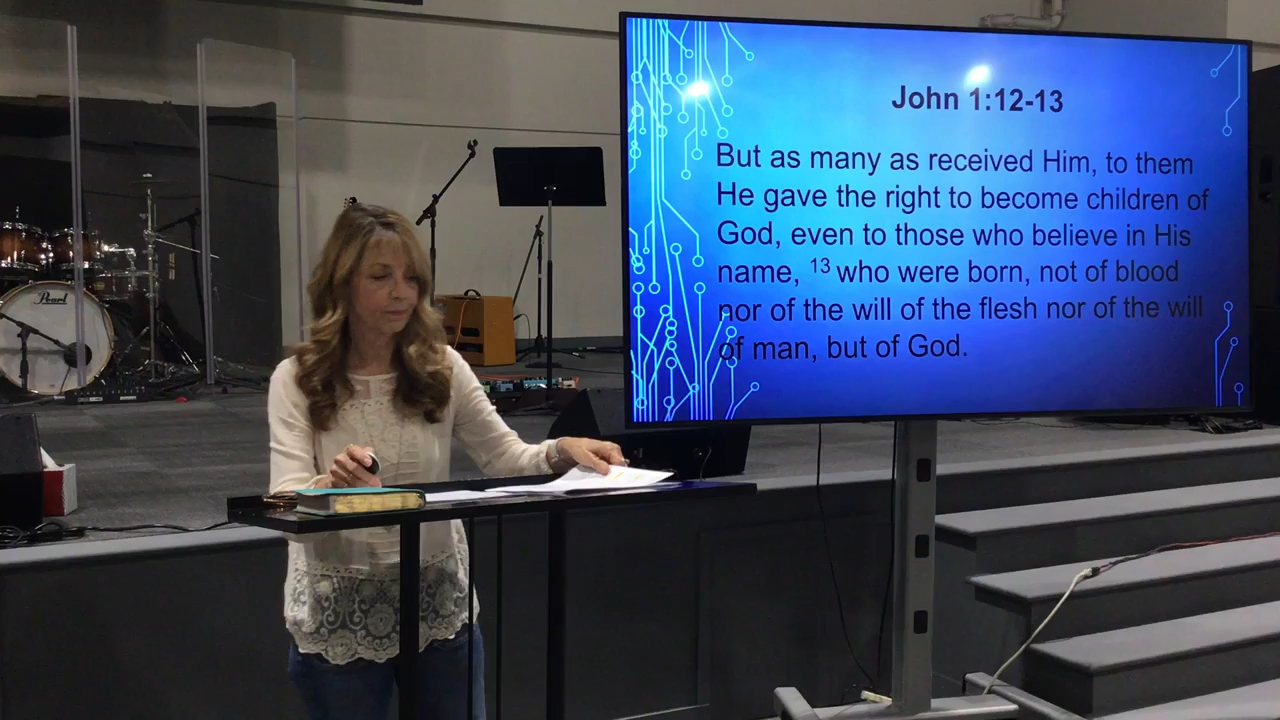 John 1:12-13
But as many as received Him, to them
He gave the right to become children of
God, even to those who believe in His
name, 13 who were born, not of blood
nor of the will of the flesh nor of the will
of man, but of God.
Pearl